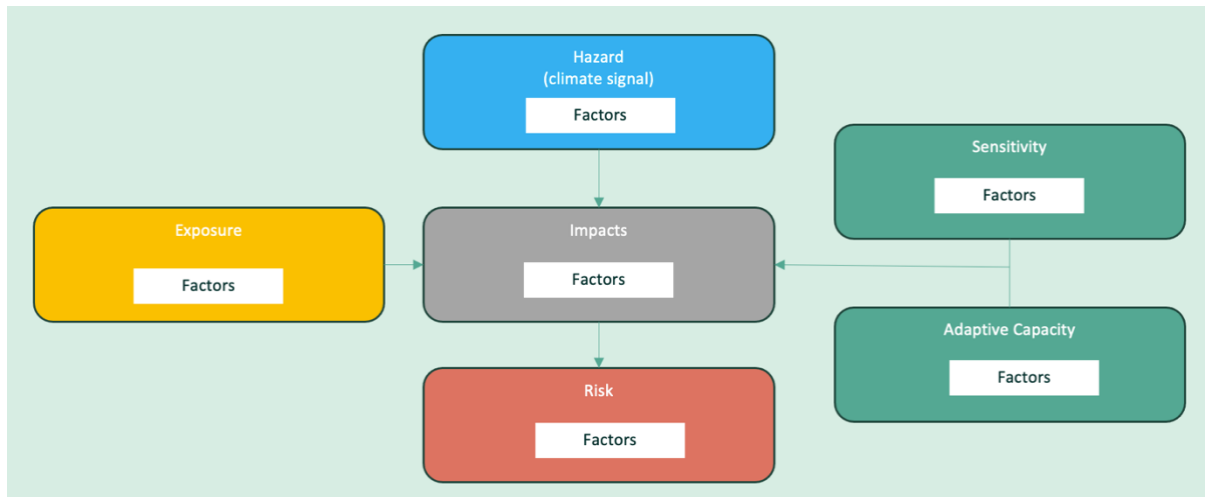 Hazard
(climate signal)
Factors
Sensitivity
Factors
Exposure
Factors
Impacts
Factors
Adaptive Capacity
Factors
Risk
Factors